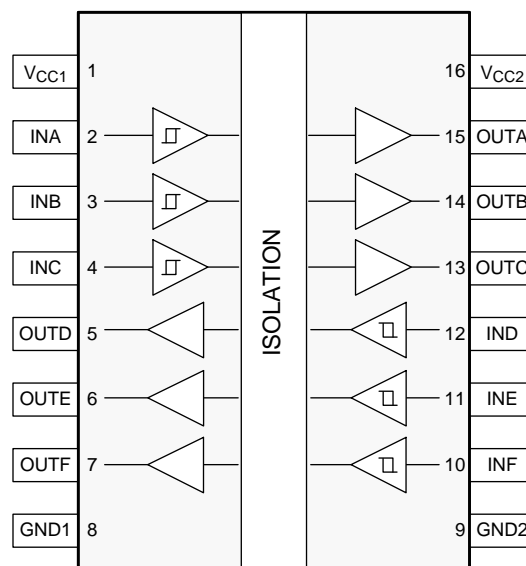 VCC1 1 16 VCC2
INA 2 15 OUTA
INB 3 14 OUTB
INC 4 13 OUTC
ISOLATION
OUTD 5 12 IND
OUTE 6 11 INE
OUTF 7 10 INF
GND1 8 9 GND2